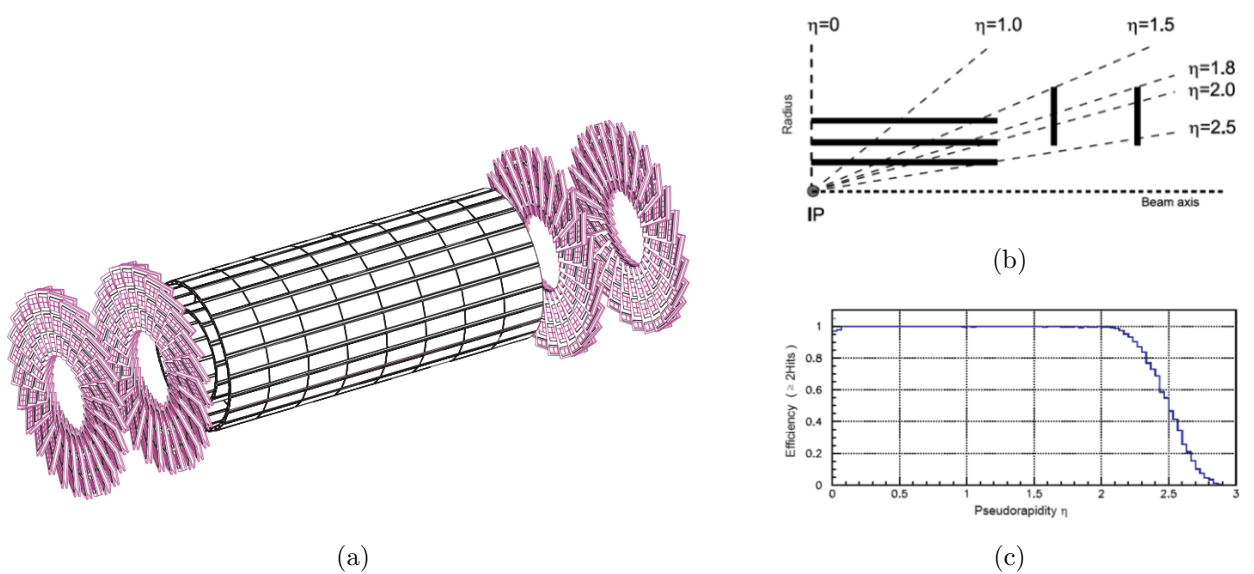 η=0
η=1.0
η=1.5
η=1.8
η=2.0
η=2.5
Radius
IP
Beam axis
(b)
1
0.8
0.6
0.4
0.2
0
Efficiency ( ≥ 2Hits )
0 0.5 1 1.5 2 2.5 3
Pseudorapidity η
(a)
(c)